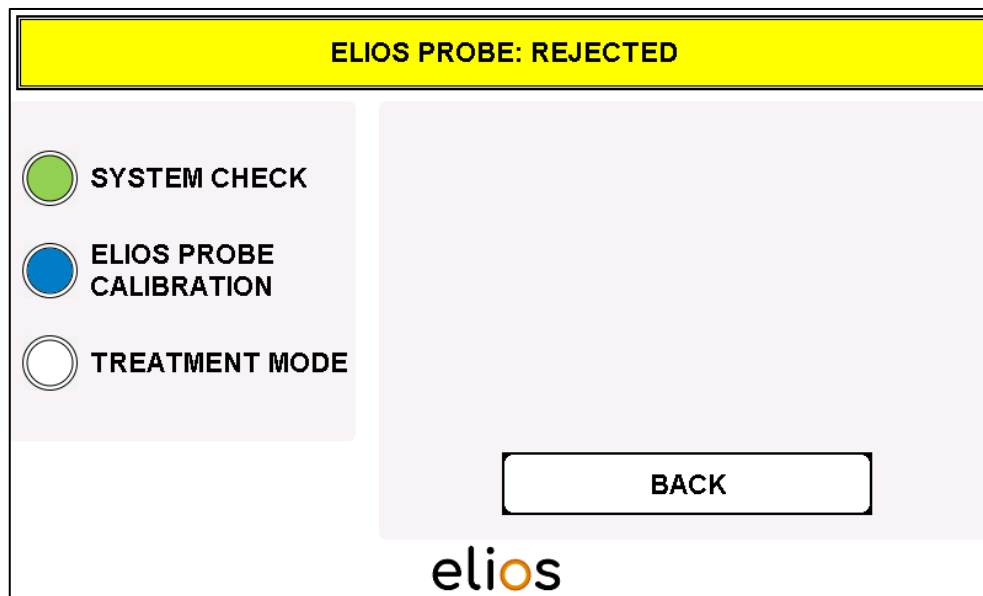 ELIOS PROBE: REJECTED
SYSTEM CHECK
ELIOS PROBE
CALIBRATION
TREATMENT MODE
BACK
elios